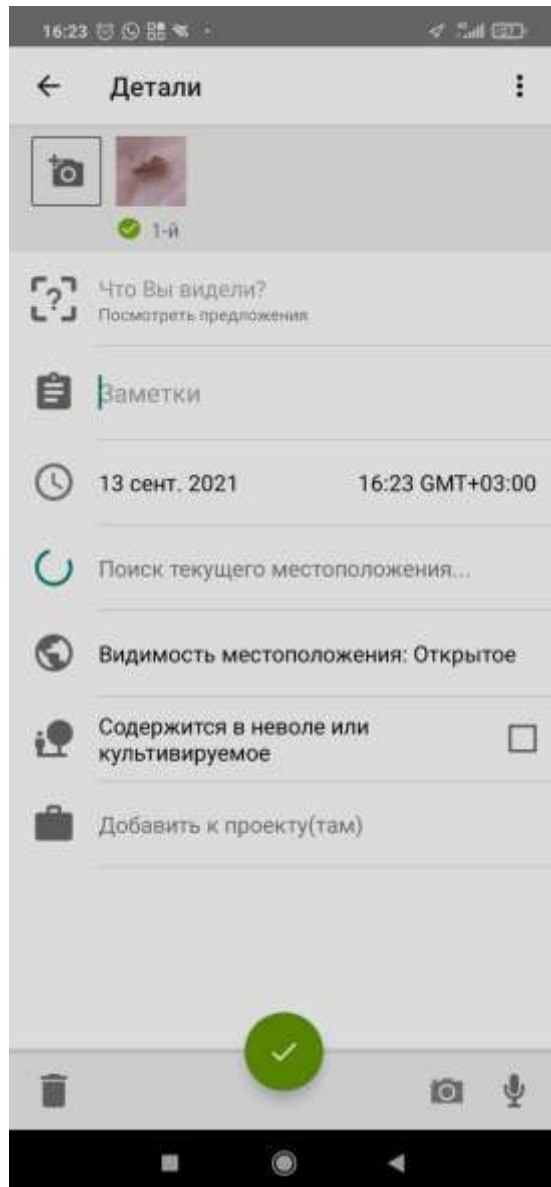 16:23
Детали
1-й
Что Вы видели?
Посмотреть предложения
Заметки
13 сент. 2021 16:23 GMT+03:00
Поиск текущего местоположения...
Видимость местоположения: Открытое
Содержится в неволе или
культивируемое
Добавить к проекту(там)